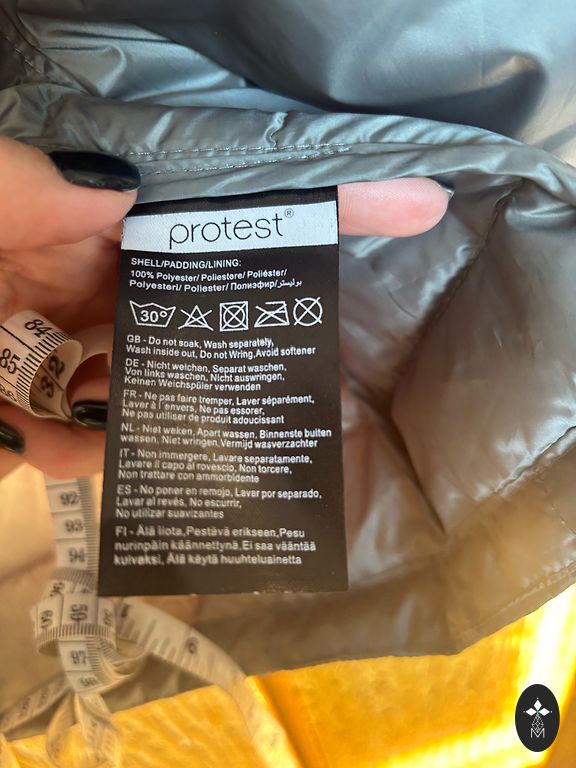 protest®
SHELL/PADDING/LINING:
100% Polyester/ Poliestere/ Poliéster/
Polyesteri/ Polyester/ Полиэфир/ بوليستر
30°
GB - Do not soak, Wash separately,
Wash inside out, Do not Wring,Avoid softener
DE - Nicht welchen, Separat waschen,
Von links waschen, Nicht auswringen,
Keinen Weichspüler verwenden
FR - Ne pas faire tremper, Laver séparément,
Laver à l'envers, Ne pas essorer,
Ne pas utiliser de produit adoucissant
NL - Niet weken, Apart wassen, Binnenste buiten
wassen, Niet wringen,Vermijd wasverzachter
IT - Non immergere, Lavare separatamente,
Lavare il capo al rovescio, Non torcere,
Non trattare con ammorbidente
ES - No poner en remojo, Lavar por separado,
Lavar al revés, No escurrir,
No utilizar suavizantes
FI - Älä liota,Pestävä erikseen,Pesu
nurinpäin käännettynä,Ei saa vääntää
kuivaksi, Älä käytä huuhteluainetta
84
85
32
92
93
94
95
97
98
M